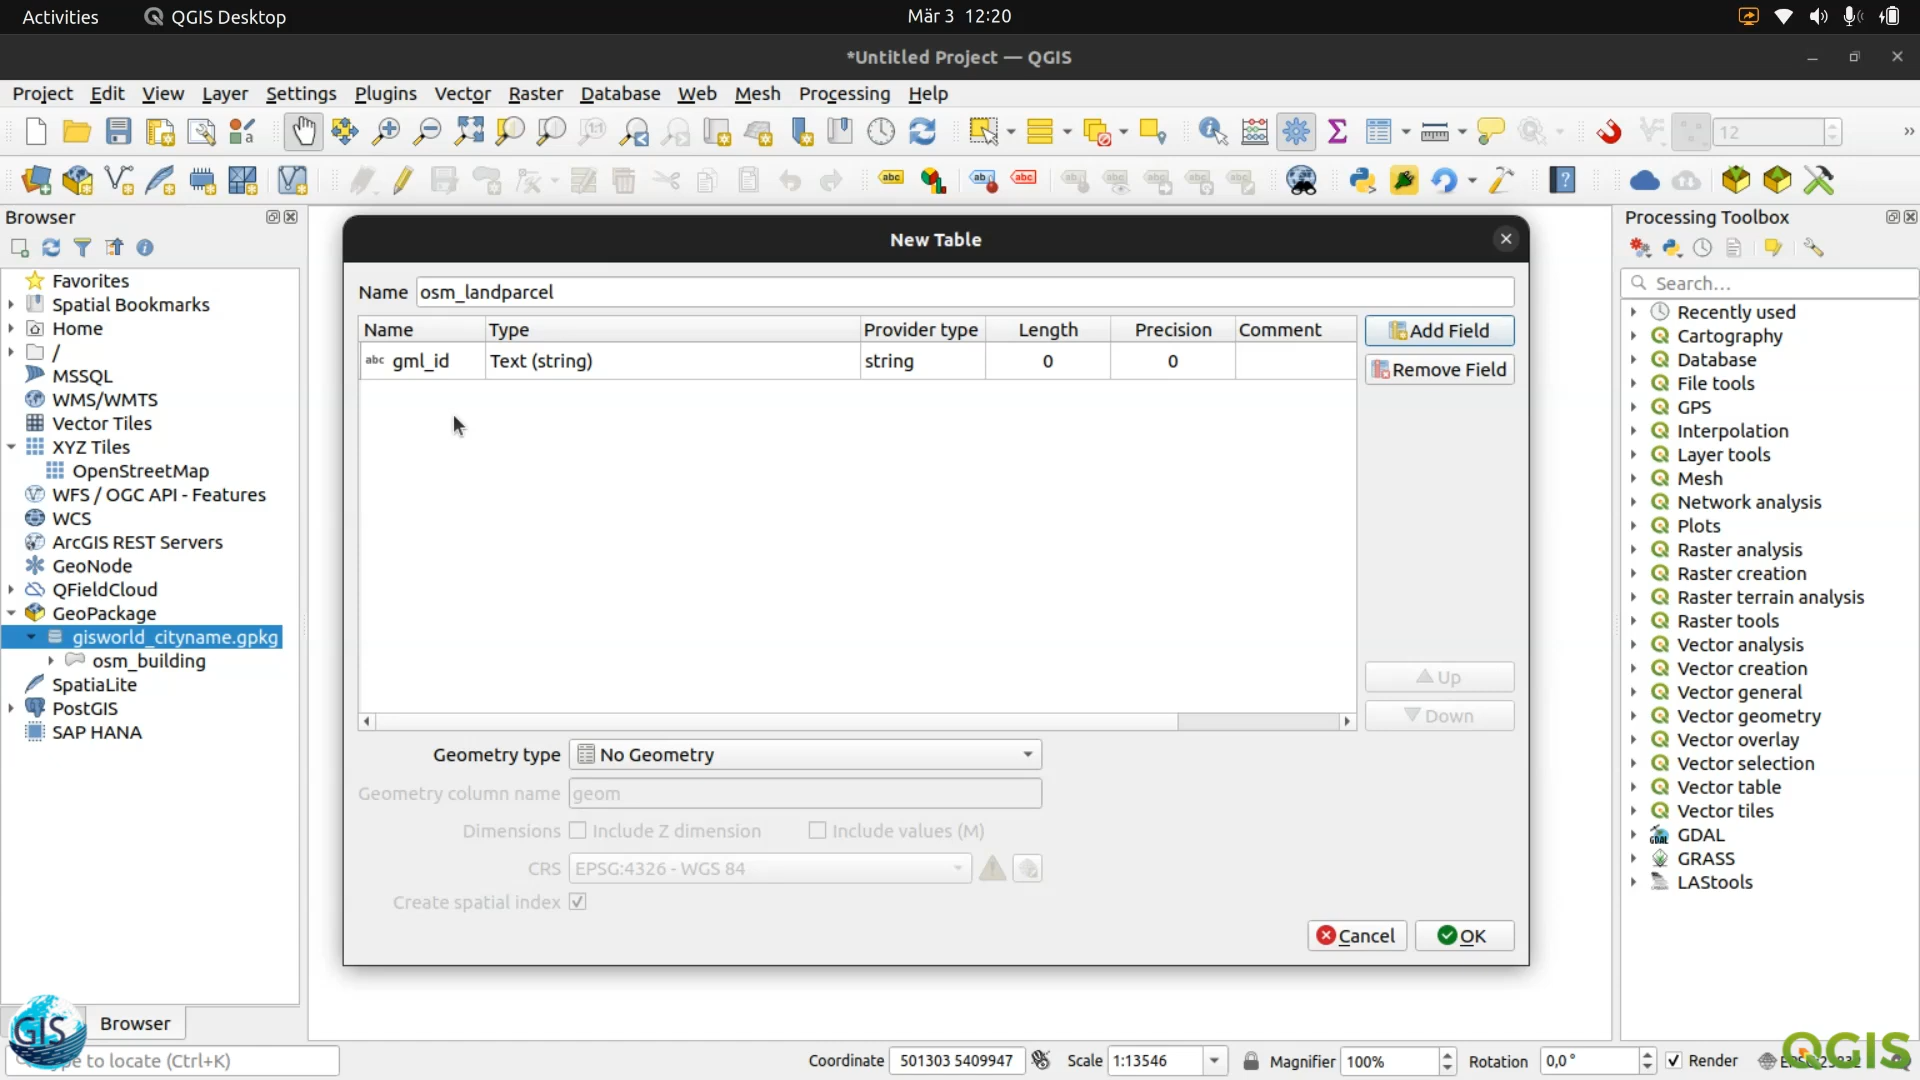 Activities QGIS Desktop Mär 3 12:20
*Untitled Project — QGIS
Project Edit View Layer Settings Plugins Vector Raster Database Web Mesh Processing Help
12 »
abc abc abc
Browser
Favorites
Spatial Bookmarks
Home
/
MSSQL
WMS/WMTS
Vector Tiles
XYZ Tiles
OpenStreetMap
WFS / OGC API - Features
WCS
ArcGIS REST Servers
GeoNode
QFieldCloud
GeoPackage
gisworld_cityname.gpkg
osm_building
SpatiaLite
PostGIS
SAP HANA
Browser
New Table
Name osm_landparcel
Name Type Provider type Length Precision Comment
abc gml_id Text (string) string 0 0
Add Field
Remove Field
Up
Down
Geometry type No Geometry
Geometry column name geom
Dimensions Include Z dimension Include values (M)
CRS EPSG:4326 - WGS 84
Create spatial index
Cancel OK
Processing Toolbox
Search...
Recently used
Cartography
Database
File tools
GPS
Interpolation
Layer tools
Mesh
Network analysis
Plots
Raster analysis
Raster creation
Raster terrain analysis
Raster tools
Vector analysis
Vector creation
Vector general
Vector geometry
Vector overlay
Vector selection
Vector table
Vector tiles
GDAL
GRASS
LAStools
GIS
QGIS
to locate (Ctrl+K) Coordinate 501303 5409947 Scale 1:13546 Magnifier 100% Rotation 0,0 ° Render